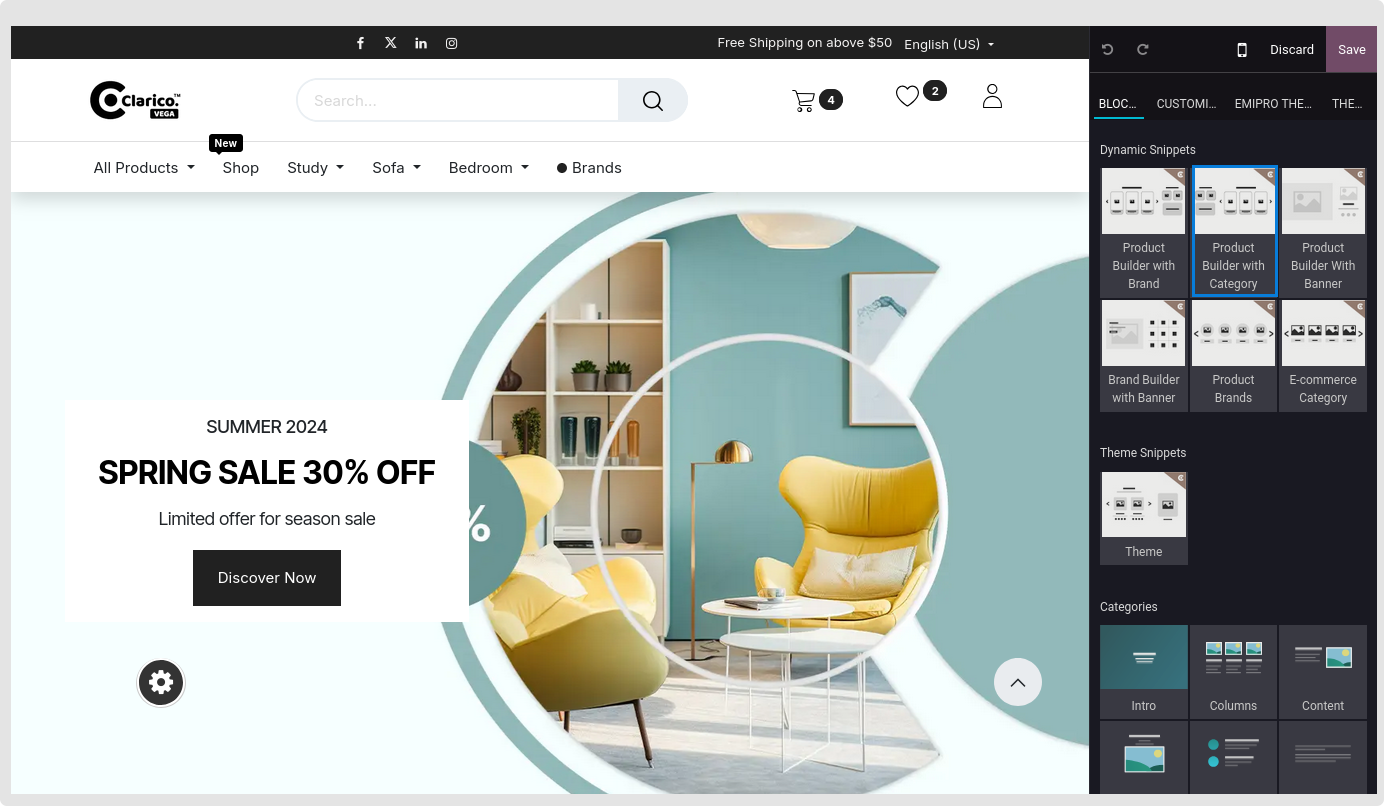 Free Shipping on above $50
English (US)
Discard
Save
Clarico.
VEGA
Search...
4
2
BLOC...
CUSTOMI...
EMIPRO THE...
THE...
New
All Products
Shop
Study
Sofa
Bedroom
Brands
Dynamic Snippets
Product Builder with Brand
Product Builder with Category
Product Builder With Banner
Brand Builder with Banner
Product Brands
E-commerce Category
SUMMER 2024
SPRING SALE 30% OFF
Limited offer for season sale
%
Discover Now
Theme Snippets
Theme
Categories
Intro
Columns
Content